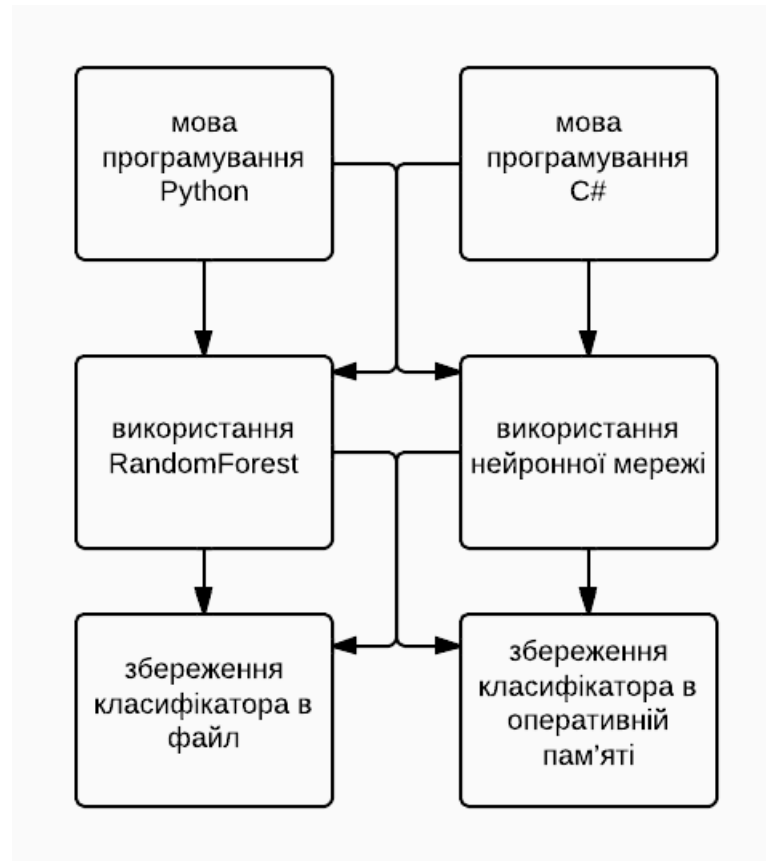 мова
програмування
Python
мова
програмування
C#
використання
RandomForest
використання
нейронної мережі
збереження
класифікатора в
файл
збереження
класифікатора в
оперативній
пам’яті